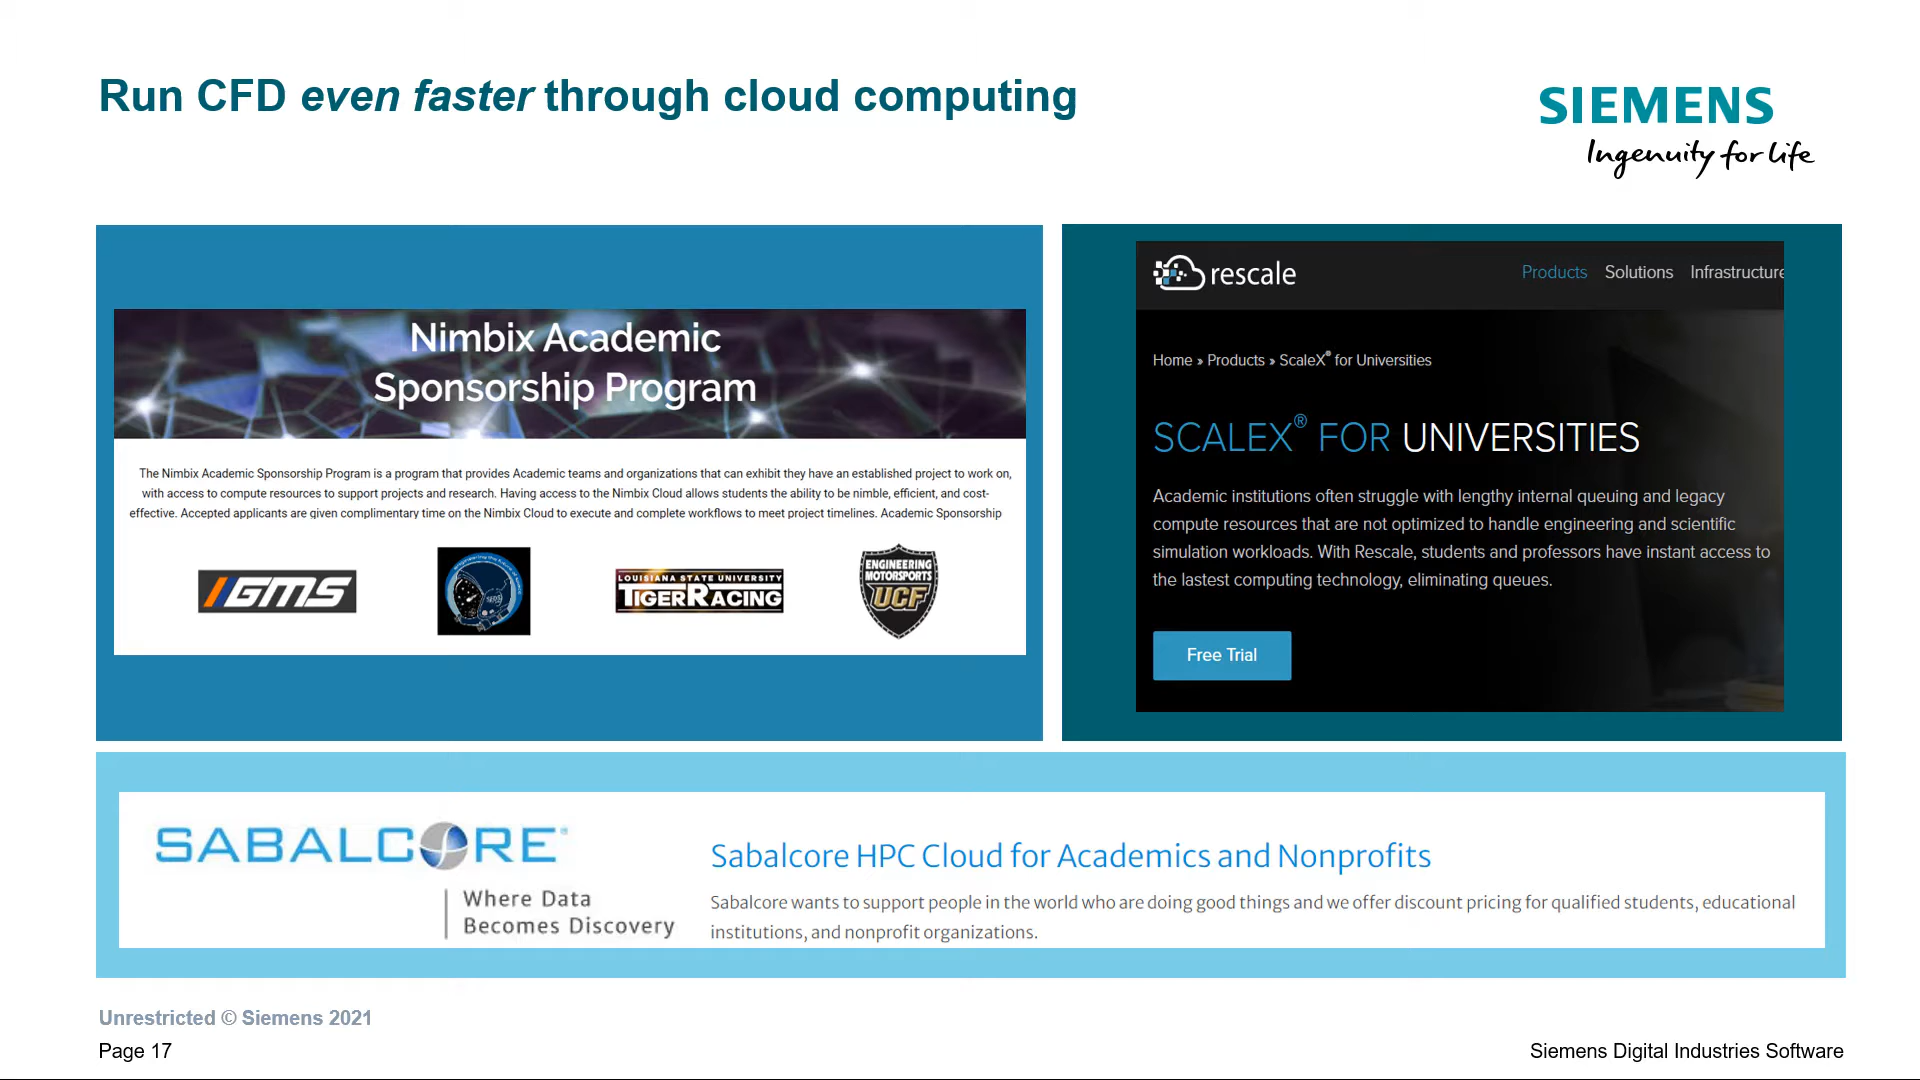 Run CFD even faster through cloud computing
SIEMENS
Ingenuity for life
Nimbix Academic
Sponsorship Program
The Nimbix Academic Sponsorship Program is a program that provides Academic teams and organizations that can exhibit they have an established project to work on,
with access to compute resources to support projects and research. Having access to the Nimbix Cloud allows students the ability to be nimble, efficient, and cost-
effective. Accepted applicants are given complimentary time on the Nimbix Cloud to execute and complete workflows to meet project timelines. Academic Sponsorship
GMS
LOUISIANA STATE UNIVERSITY
TIGERRACING
ENGINEERING
MOTORSPORTS
UCF
rescale
Products Solutions Infrastructure
Home » Products » ScaleX® for Universities
SCALEX® FOR UNIVERSITIES
Academic institutions often struggle with lengthy internal queuing and legacy
compute resources that are not optimized to handle engineering and scientific
simulation workloads. With Rescale, students and professors have instant access to
the lastest computing technology, eliminating queues.
Free Trial
SABALCORE®
Where Data
Becomes Discovery
Sabalcore HPC Cloud for Academics and Nonprofits
Sabalcore wants to support people in the world who are doing good things and we offer discount pricing for qualified students, educational
institutions, and nonprofit organizations.
Unrestricted © Siemens 2021
Page 17
Siemens Digital Industries Software